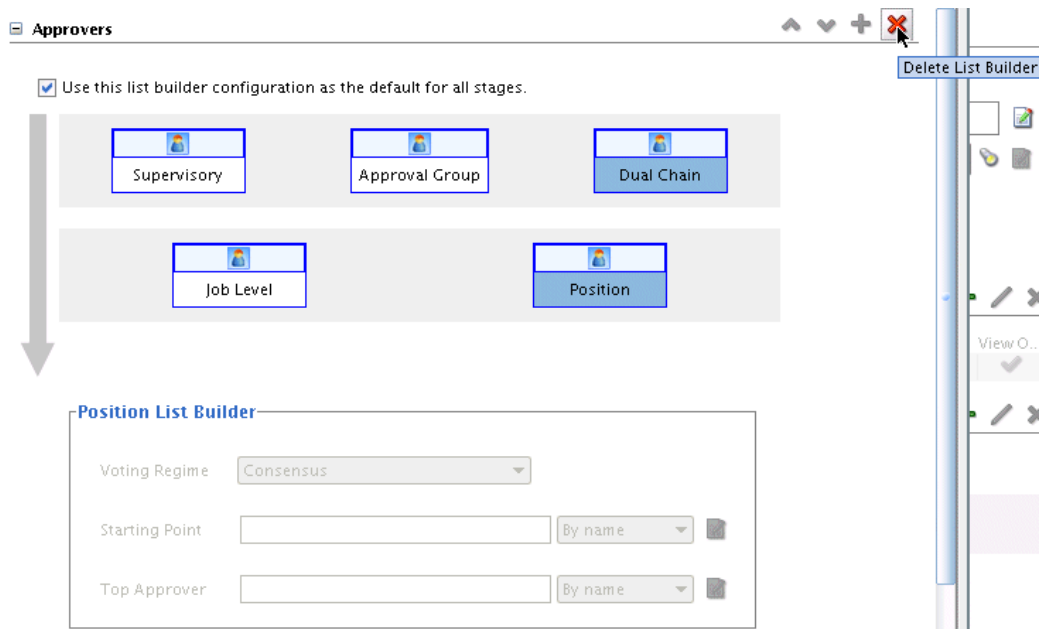 Approvers
Delete List Builder
Use this list builder configuration as the default for all stages.
Supervisory
Approval Group
Dual Chain
Job Level
Position
View O...
Position List Builder
Voting Regime
Consensus
Starting Point
By name
Top Approver
By name